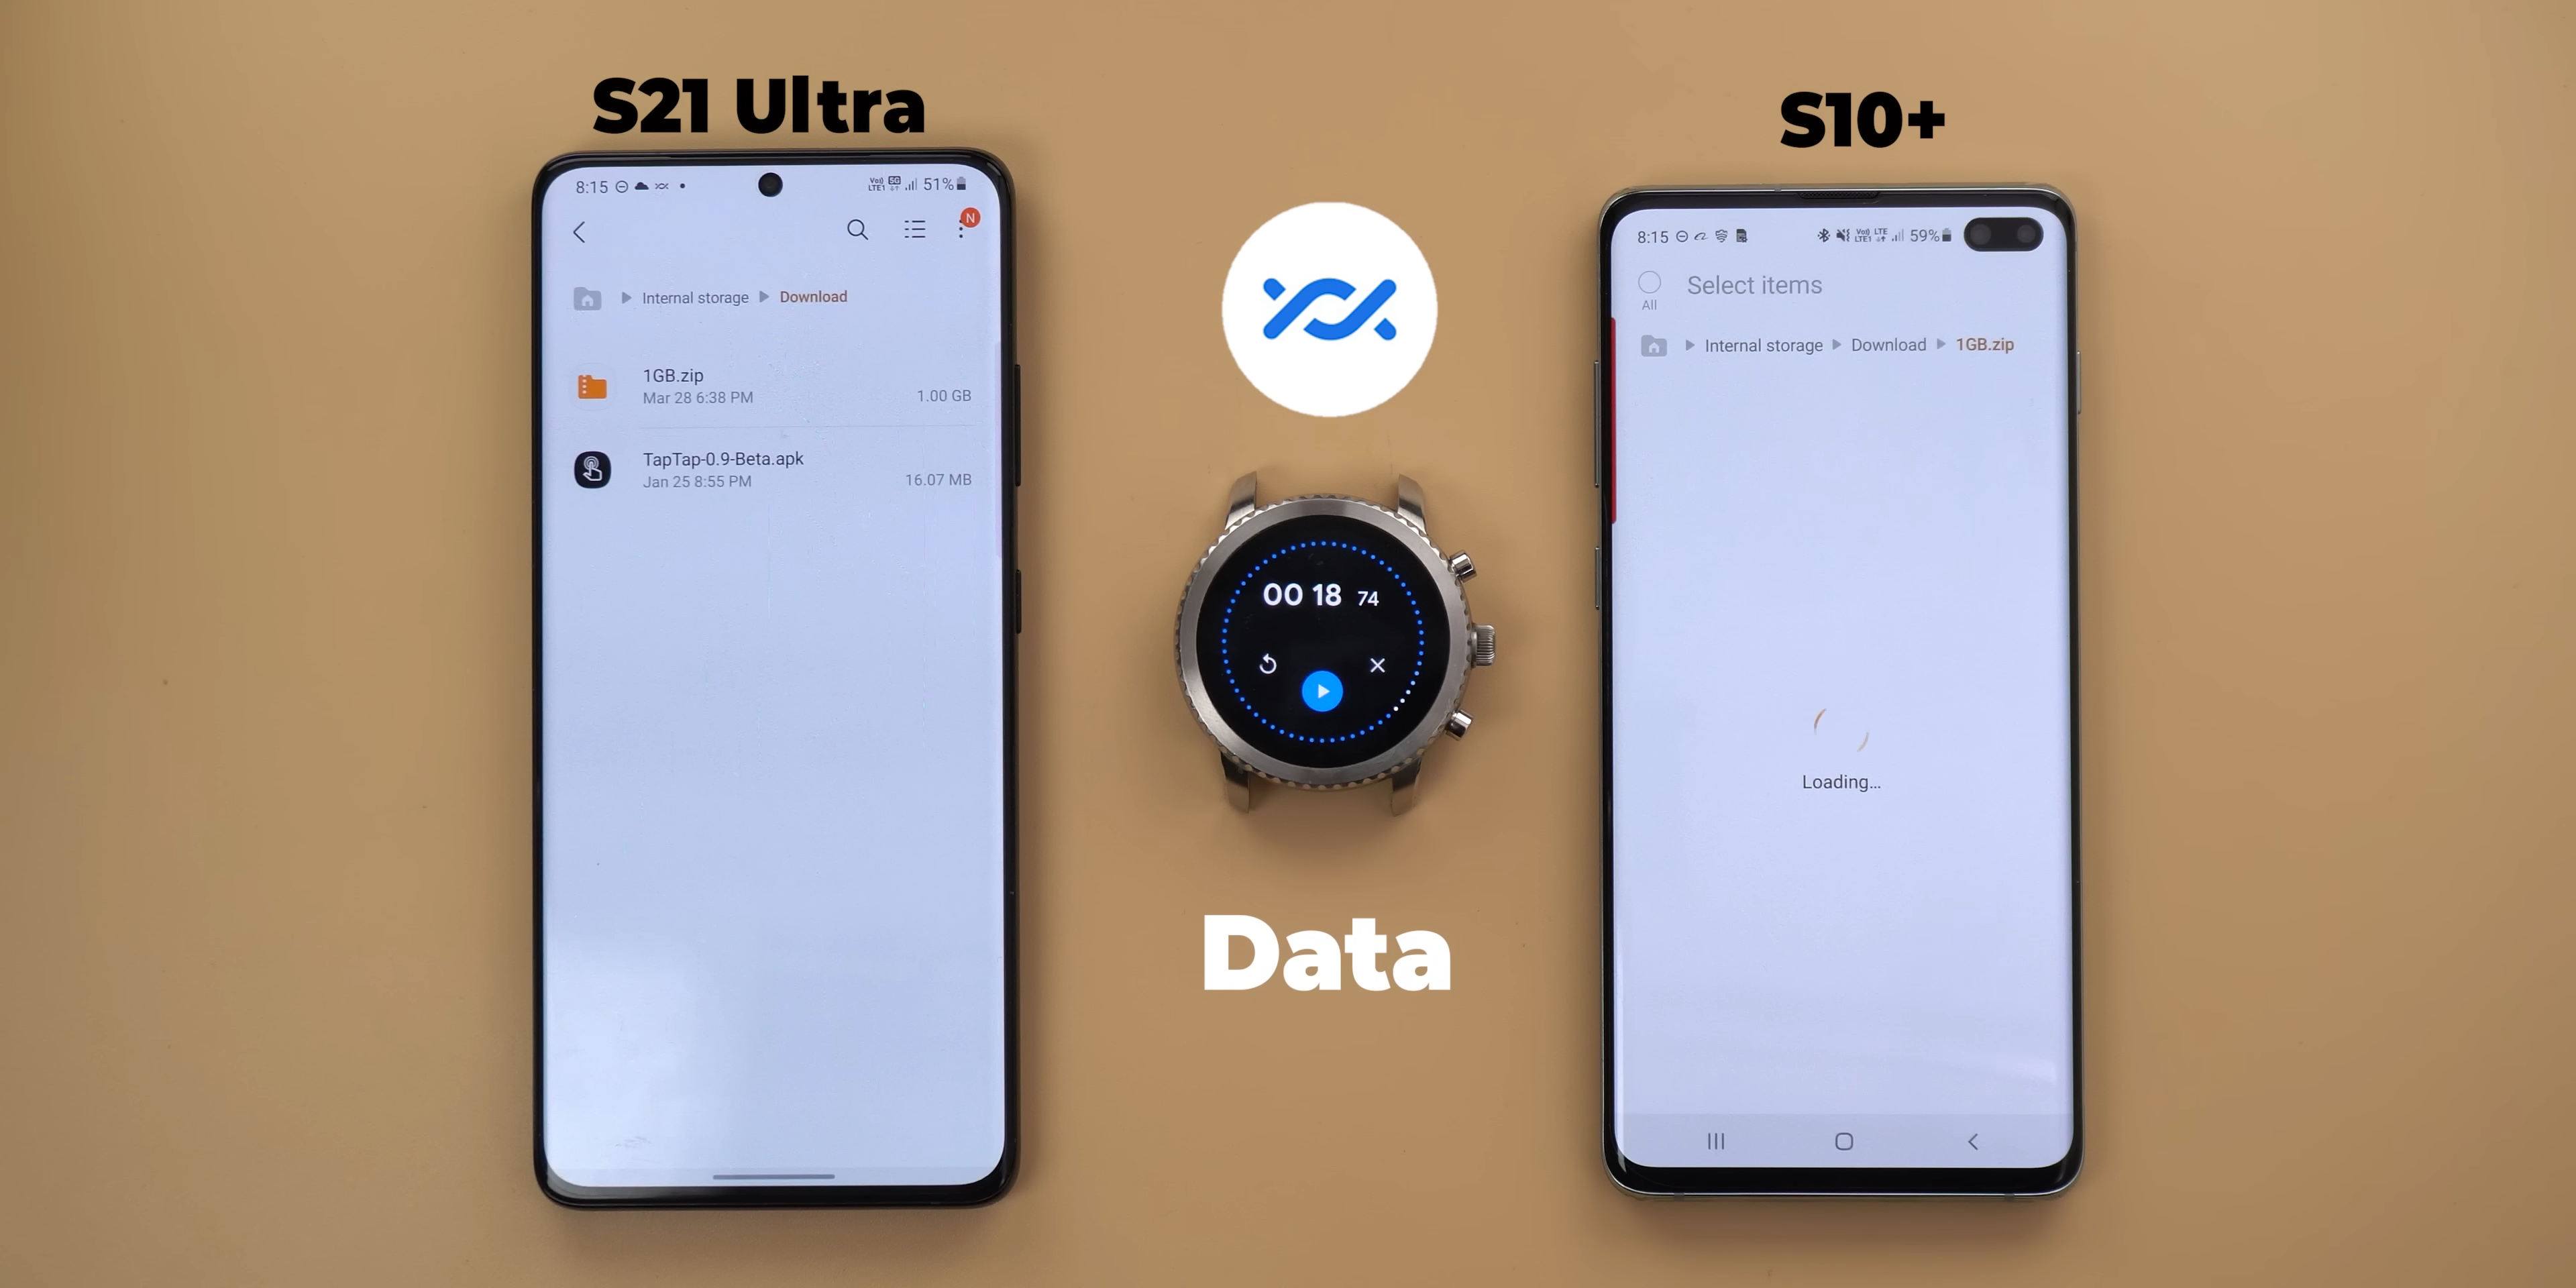 S21 Ultra
S10+
8:15
51%
N
Internal storage
Download
1GB.zip
Mar 28 6:38 PM
1.00 GB
TapTap-0.9-Beta.apk
Jan 25 8:55 PM
16.07 MB
00 18 74
Data
8:15
59%
All
Select items
Internal storage
Download
1GB.zip
Loading...